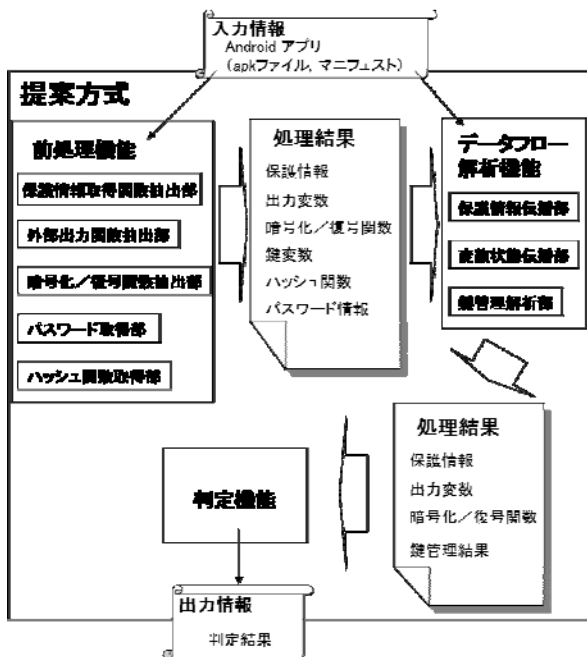 入力情報
Android アプリ
(apkファイル, マニフェスト)
提案方式
前処理機能
保護情報取得関数抽出部
外部出力関数抽出部
暗号化／復号関数抽出部
パスワード取得部
ハッシュ関数取得部
処理結果
保護情報
出力変数
暗号化／復号関数
鍵変数
ハッシュ関数
パスワード情報
データフロー
解析機能
保護情報伝播部
変数状態伝播部
鍵管理解析部
処理結果
保護情報
出力変数
暗号化／復号関数
鍵管理結果
判定機能
出力情報
判定結果